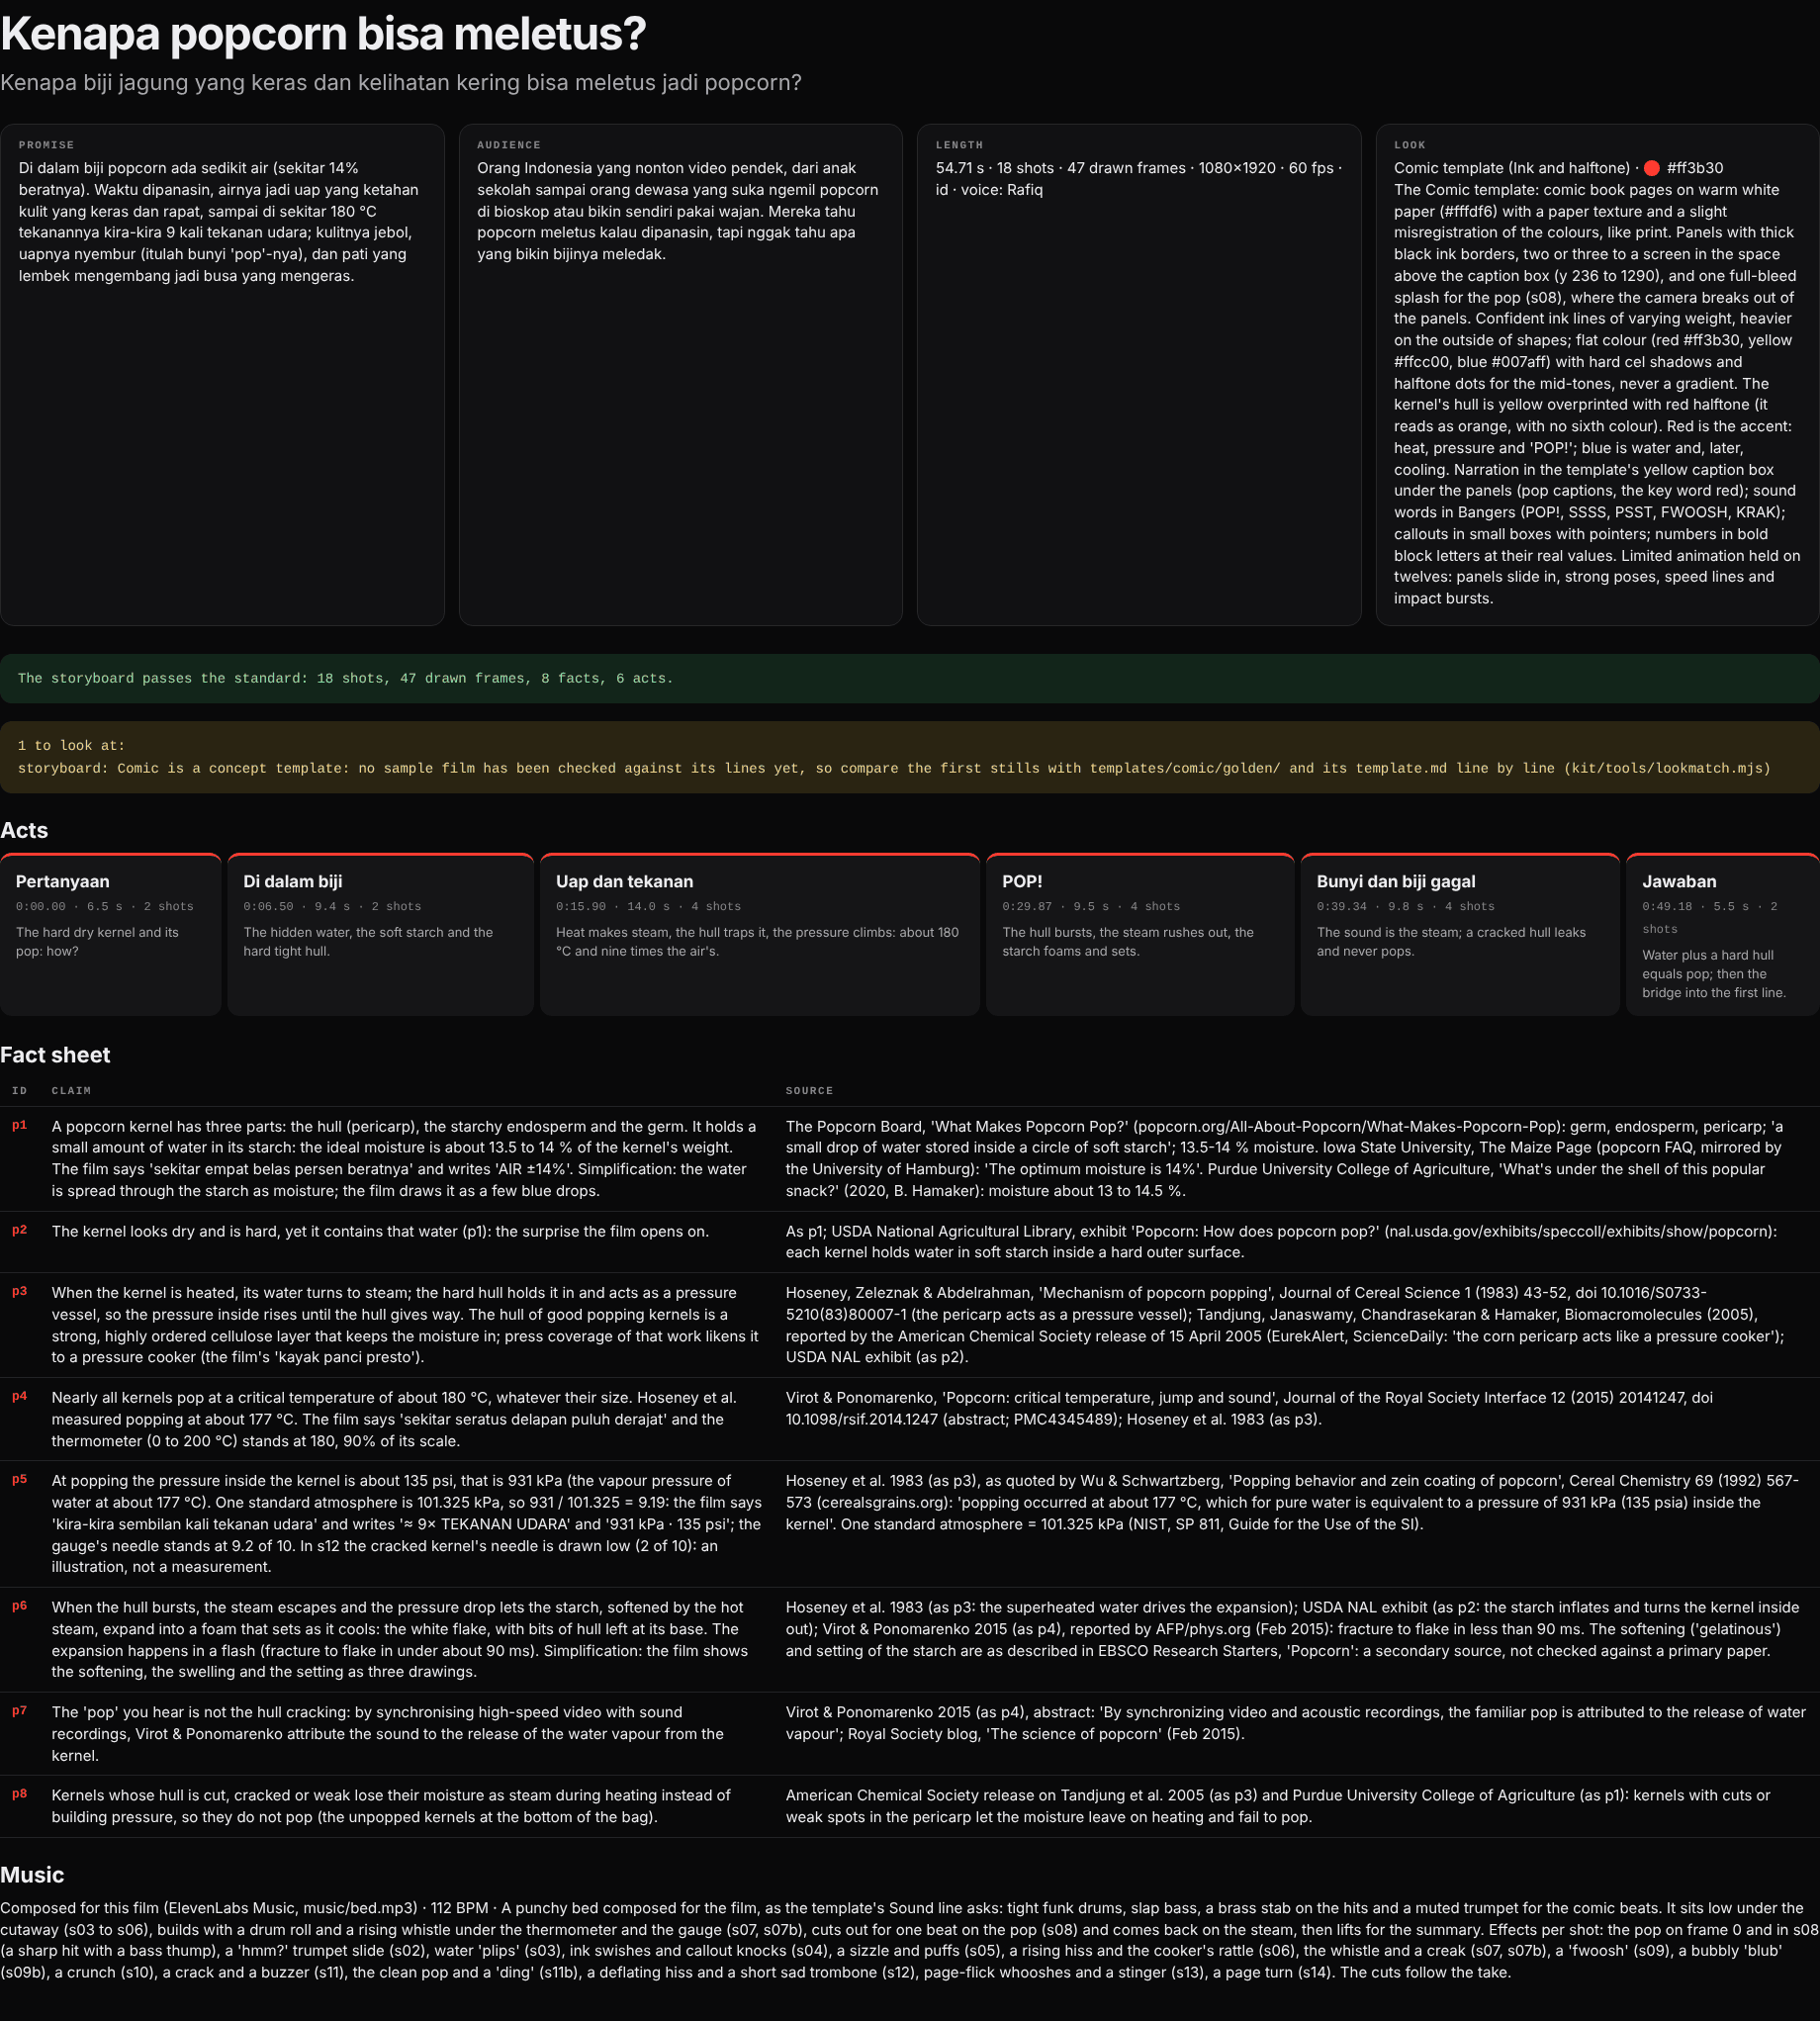 Kenapa popcorn bisa meletus?
Kenapa biji jagung yang keras dan kelihatan kering bisa meletus jadi popcorn?
PROMISE
Di dalam biji popcorn ada sedikit air (sekitar 14%
beratnya). Waktu dipanasin, airnya jadi uap yang ketahan
kulit yang keras dan rapat, sampai di sekitar 180 °C
tekanannya kira-kira 9 kali tekanan udara; kulitnya jebol,
uapnya nyembur (itulah bunyi 'pop'-nya), dan pati yang
lembek mengembang jadi busa yang mengeras.
AUDIENCE
Orang Indonesia yang nonton video pendek, dari anak
sekolah sampai orang dewasa yang suka ngemil popcorn
di bioskop atau bikin sendiri pakai wajan. Mereka tahu
popcorn meletus kalau dipanasin, tapi nggak tahu apa
yang bikin bijinya meledak.
LENGTH
54.71 s · 18 shots · 47 drawn frames · 1080×1920 · 60 fps ·
id · voice: Rafiq
LOOK
Comic template (Ink and halftone) · #ff3b30
The Comic template: comic book pages on warm white
paper (#fffdf6) with a paper texture and a slight
misregistration of the colours, like print. Panels with thick
black ink borders, two or three to a screen in the space
above the caption box (y 236 to 1290), and one full-bleed
splash for the pop (s08), where the camera breaks out of
the panels. Confident ink lines of varying weight, heavier
on the outside of shapes; flat colour (red #ff3b30, yellow
#ffcc00, blue #007aff) with hard cel shadows and
halftone dots for the mid-tones, never a gradient. The
kernel's hull is yellow overprinted with red halftone (it
reads as orange, with no sixth colour). Red is the accent:
heat, pressure and 'POP!'; blue is water and, later,
cooling. Narration in the template's yellow caption box
under the panels (pop captions, the key word red); sound
words in Bangers (POP!, SSSS, PSST, FWOOSH, KRAK);
callouts in small boxes with pointers; numbers in bold
block letters at their real values. Limited animation held on
twelves: panels slide in, strong poses, speed lines and
impact bursts.
The storyboard passes the standard: 18 shots, 47 drawn frames, 8 facts, 6 acts.
1 to look at:
storyboard: Comic is a concept template: no sample film has been checked against its lines yet, so compare the first stills with templates/comic/golden/ and its template.md line by line (kit/tools/lookmatch.mjs)
Acts
Pertanyaan
0:00.00 · 6.5 s · 2 shots
The hard dry kernel and its
pop: how?
Di dalam biji
0:06.50 · 9.4 s · 2 shots
The hidden water, the soft starch and the
hard tight hull.
Uap dan tekanan
0:15.90 · 14.0 s · 4 shots
Heat makes steam, the hull traps it, the pressure climbs: about 180
°C and nine times the air's.
POP!
0:29.87 · 9.5 s · 4 shots
The hull bursts, the steam rushes out, the
starch foams and sets.
Bunyi dan biji gagal
0:39.34 · 9.8 s · 4 shots
The sound is the steam; a cracked hull leaks
and never pops.
Jawaban
0:49.18 · 5.5 s · 2
shots
Water plus a hard hull
equals pop; then the
bridge into the first line.
Fact sheet
ID CLAIM SOURCE
p1
A popcorn kernel has three parts: the hull (pericarp), the starchy endosperm and the germ. It holds a
small amount of water in its starch: the ideal moisture is about 13.5 to 14 % of the kernel's weight.
The film says 'sekitar empat belas persen beratnya' and writes 'AIR ±14%'. Simplification: the water
is spread through the starch as moisture; the film draws it as a few blue drops.
The Popcorn Board, 'What Makes Popcorn Pop?' (popcorn.org/All-About-Popcorn/What-Makes-Popcorn-Pop): germ, endosperm, pericarp; 'a
small drop of water stored inside a circle of soft starch'; 13.5-14 % moisture. Iowa State University, The Maize Page (popcorn FAQ, mirrored by
the University of Hamburg): 'The optimum moisture is 14%'. Purdue University College of Agriculture, 'What's under the shell of this popular
snack?' (2020, B. Hamaker): moisture about 13 to 14.5 %.
p2
The kernel looks dry and is hard, yet it contains that water (p1): the surprise the film opens on.
As p1; USDA National Agricultural Library, exhibit 'Popcorn: How does popcorn pop?' (nal.usda.gov/exhibits/speccoll/exhibits/show/popcorn):
each kernel holds water in soft starch inside a hard outer surface.
p3
When the kernel is heated, its water turns to steam; the hard hull holds it in and acts as a pressure
vessel, so the pressure inside rises until the hull gives way. The hull of good popping kernels is a
strong, highly ordered cellulose layer that keeps the moisture in; press coverage of that work likens it
to a pressure cooker (the film's 'kayak panci presto').
Hoseney, Zeleznak & Abdelrahman, 'Mechanism of popcorn popping', Journal of Cereal Science 1 (1983) 43-52, doi 10.1016/S0733-
5210(83)80007-1 (the pericarp acts as a pressure vessel); Tandjung, Janaswamy, Chandrasekaran & Hamaker, Biomacromolecules (2005),
reported by the American Chemical Society release of 15 April 2005 (EurekAlert, ScienceDaily: 'the corn pericarp acts like a pressure cooker');
USDA NAL exhibit (as p2).
p4
Nearly all kernels pop at a critical temperature of about 180 °C, whatever their size. Hoseney et al.
measured popping at about 177 °C. The film says 'sekitar seratus delapan puluh derajat' and the
thermometer (0 to 200 °C) stands at 180, 90% of its scale.
Virot & Ponomarenko, 'Popcorn: critical temperature, jump and sound', Journal of the Royal Society Interface 12 (2015) 20141247, doi
10.1098/rsif.2014.1247 (abstract; PMC4345489); Hoseney et al. 1983 (as p3).
p5
At popping the pressure inside the kernel is about 135 psi, that is 931 kPa (the vapour pressure of
water at about 177 °C). One standard atmosphere is 101.325 kPa, so 931 / 101.325 = 9.19: the film says
'kira-kira sembilan kali tekanan udara' and writes '≈ 9× TEKANAN UDARA' and '931 kPa · 135 psi'; the
gauge's needle stands at 9.2 of 10. In s12 the cracked kernel's needle is drawn low (2 of 10): an
illustration, not a measurement.
Hoseney et al. 1983 (as p3), as quoted by Wu & Schwartzberg, 'Popping behavior and zein coating of popcorn', Cereal Chemistry 69 (1992) 567-
573 (cerealsgrains.org): 'popping occurred at about 177 °C, which for pure water is equivalent to a pressure of 931 kPa (135 psia) inside the
kernel'. One standard atmosphere = 101.325 kPa (NIST, SP 811, Guide for the Use of the SI).
p6
When the hull bursts, the steam escapes and the pressure drop lets the starch, softened by the hot
steam, expand into a foam that sets as it cools: the white flake, with bits of hull left at its base. The
expansion happens in a flash (fracture to flake in under about 90 ms). Simplification: the film shows
the softening, the swelling and the setting as three drawings.
Hoseney et al. 1983 (as p3: the superheated water drives the expansion); USDA NAL exhibit (as p2: the starch inflates and turns the kernel inside
out); Virot & Ponomarenko 2015 (as p4), reported by AFP/phys.org (Feb 2015): fracture to flake in less than 90 ms. The softening ('gelatinous')
and setting of the starch are as described in EBSCO Research Starters, 'Popcorn': a secondary source, not checked against a primary paper.
p7
The 'pop' you hear is not the hull cracking: by synchronising high-speed video with sound
recordings, Virot & Ponomarenko attribute the sound to the release of the water vapour from the
kernel.
Virot & Ponomarenko 2015 (as p4), abstract: 'By synchronizing video and acoustic recordings, the familiar pop is attributed to the release of water
vapour'; Royal Society blog, 'The science of popcorn' (Feb 2015).
p8
Kernels whose hull is cut, cracked or weak lose their moisture as steam during heating instead of
building pressure, so they do not pop (the unpopped kernels at the bottom of the bag).
American Chemical Society release on Tandjung et al. 2005 (as p3) and Purdue University College of Agriculture (as p1): kernels with cuts or
weak spots in the pericarp let the moisture leave on heating and fail to pop.
Music
Composed for this film (ElevenLabs Music, music/bed.mp3) · 112 BPM · A punchy bed composed for the film, as the template's Sound line asks: tight funk drums, slap bass, a brass stab on the hits and a muted trumpet for the comic beats. It sits low under the
cutaway (s03 to s06), builds with a drum roll and a rising whistle under the thermometer and the gauge (s07, s07b), cuts out for one beat on the pop (s08) and comes back on the steam, then lifts for the summary. Effects per shot: the pop on frame 0 and in s08
(a sharp hit with a bass thump), a 'hmm?' trumpet slide (s02), water 'plips' (s03), ink swishes and callout knocks (s04), a sizzle and puffs (s05), a rising hiss and the cooker's rattle (s06), the whistle and a creak (s07, s07b), a 'fwoosh' (s09), a bubbly 'blub'
(s09b), a crunch (s10), a crack and a buzzer (s11), the clean pop and a 'ding' (s11b), a deflating hiss and a short sad trombone (s12), page-flick whooshes and a stinger (s13), a page turn (s14). The cuts follow the take.